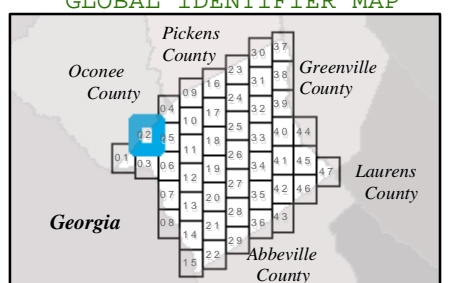 GLOBAL IDENTIFIER MAP
Pickens
County
Oconee
County
Greenville
County
Laurens
County
Georgia
Abbeville
County
30 37
23
16 31 38
09 24
04 17 32 39
10 25
02 05 18 33 40 44
11 26
01 03 06 19 34 41 45
12 27 47
07 20 35 42 46
13 28
08 21 36 43
14 29
15 22